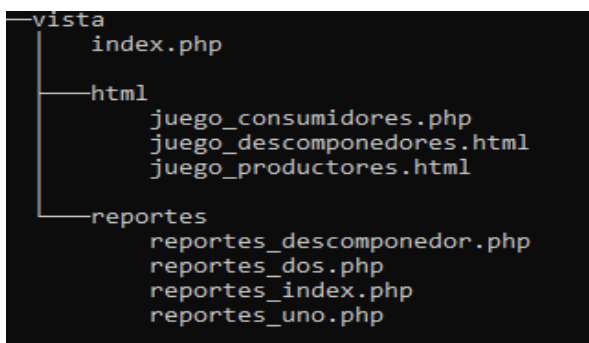 vista
index.php
html
juego_consumidores.php
juego_descomponedores.html
juego_productores.html
reportes
reportes_descomponedor.php
reportes_dos.php
reportes_index.php
reportes_uno.php